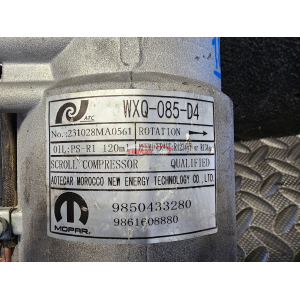 ATC
WXQ-085-D4
No.:231028MA0561 ROTATION
OIL:PS-R1 120ml
SCROLL COMPRESSOR QUALIFIED
AOTECAR MOROCCO NEW ENERGY TECHNOLOGY CO., LTD.
MOPAR
9850433280
9861608880